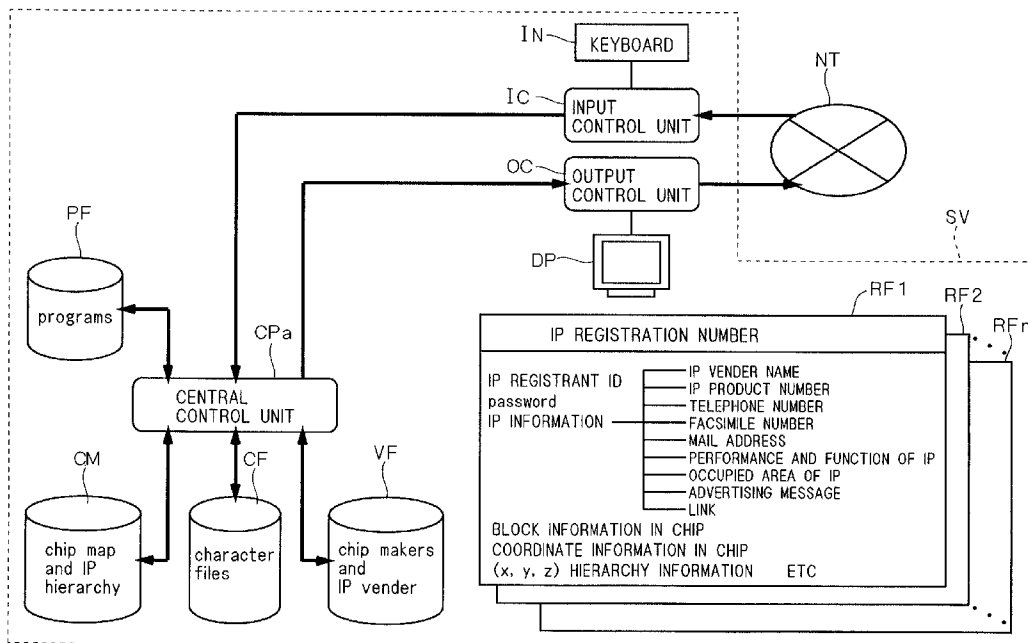 IN
KEYBOARD
NT
IC
INPUT
CONTROL UNIT
OC
OUTPUT
CONTROL UNIT
SV
PF
DP
programs
CPa
RF1
RF2
RFn
IP REGISTRATION NUMBER
CENTRAL
CONTROL UNIT
IP REGISTRANT ID
password
IP INFORMATION
IP VENDER NAME
IP PRODUCT NUMBER
TELEPHONE NUMBER
FACSIMILE NUMBER
MAIL ADDRESS
PERFORMANCE AND FUNCTION OF IP
OCCUPIED AREA OF IP
ADVERTISING MESSAGE
LINK
CM
CF
VF
chip map
and IP
hierarchy
character
files
chip makers
and
IP vender
BLOCK INFORMATION IN CHIP
COORDINATE INFORMATION IN CHIP
(x, y, z) HIERARCHY INFORMATION ETC